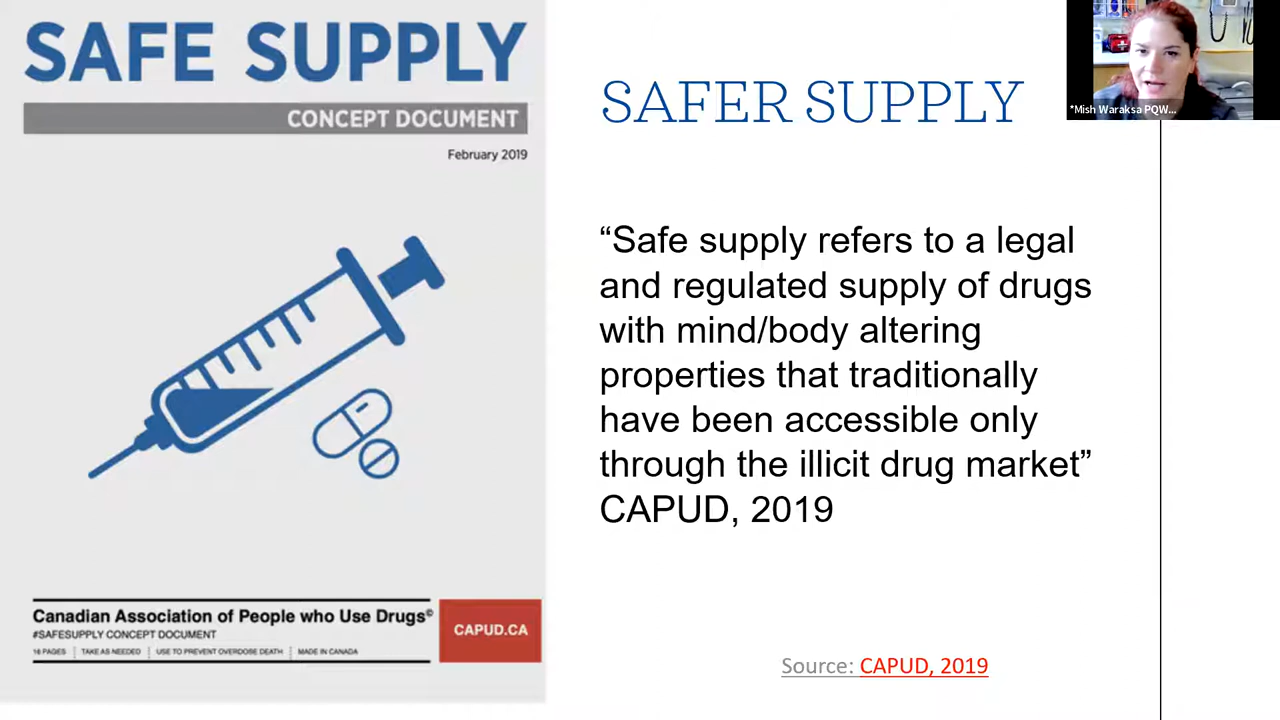 SAFE SUPPLY
CONCEPT DOCUMENT
February 2019
Canadian Association of People who Use Drugs©
#SAFESUPPLY CONCEPT DOCUMENT
16 PAGES TAKE AS NEEDED USE TO PREVENT OVERDOSE DEATH MADE IN CANADA
CAPUD.CA
SAFER SUPPLY
“Safe supply refers to a legal
and regulated supply of drugs
with mind/body altering
properties that traditionally
have been accessible only
through the illicit drug market”
CAPUD, 2019
Source: CAPUD, 2019
*Mish Waraksa PQW...